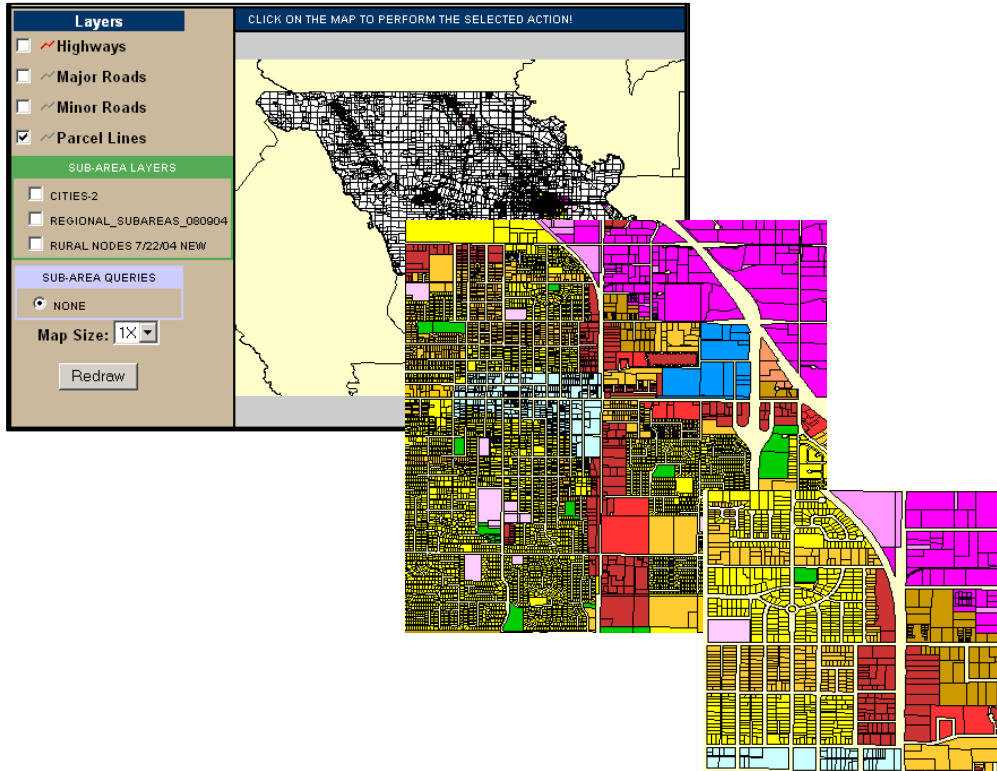 Layers
CLICK ON THE MAP TO PERFORM THE SELECTED ACTION!
Highways
Major Roads
Minor Roads
Parcel Lines
SUB-AREA LAYERS
CITIES-2
REGIONAL_SUBAREAS_080904
RURAL NODES 7/22/04 NEW
SUB-AREA QUERIES
NONE
Map Size: 1X
Redraw